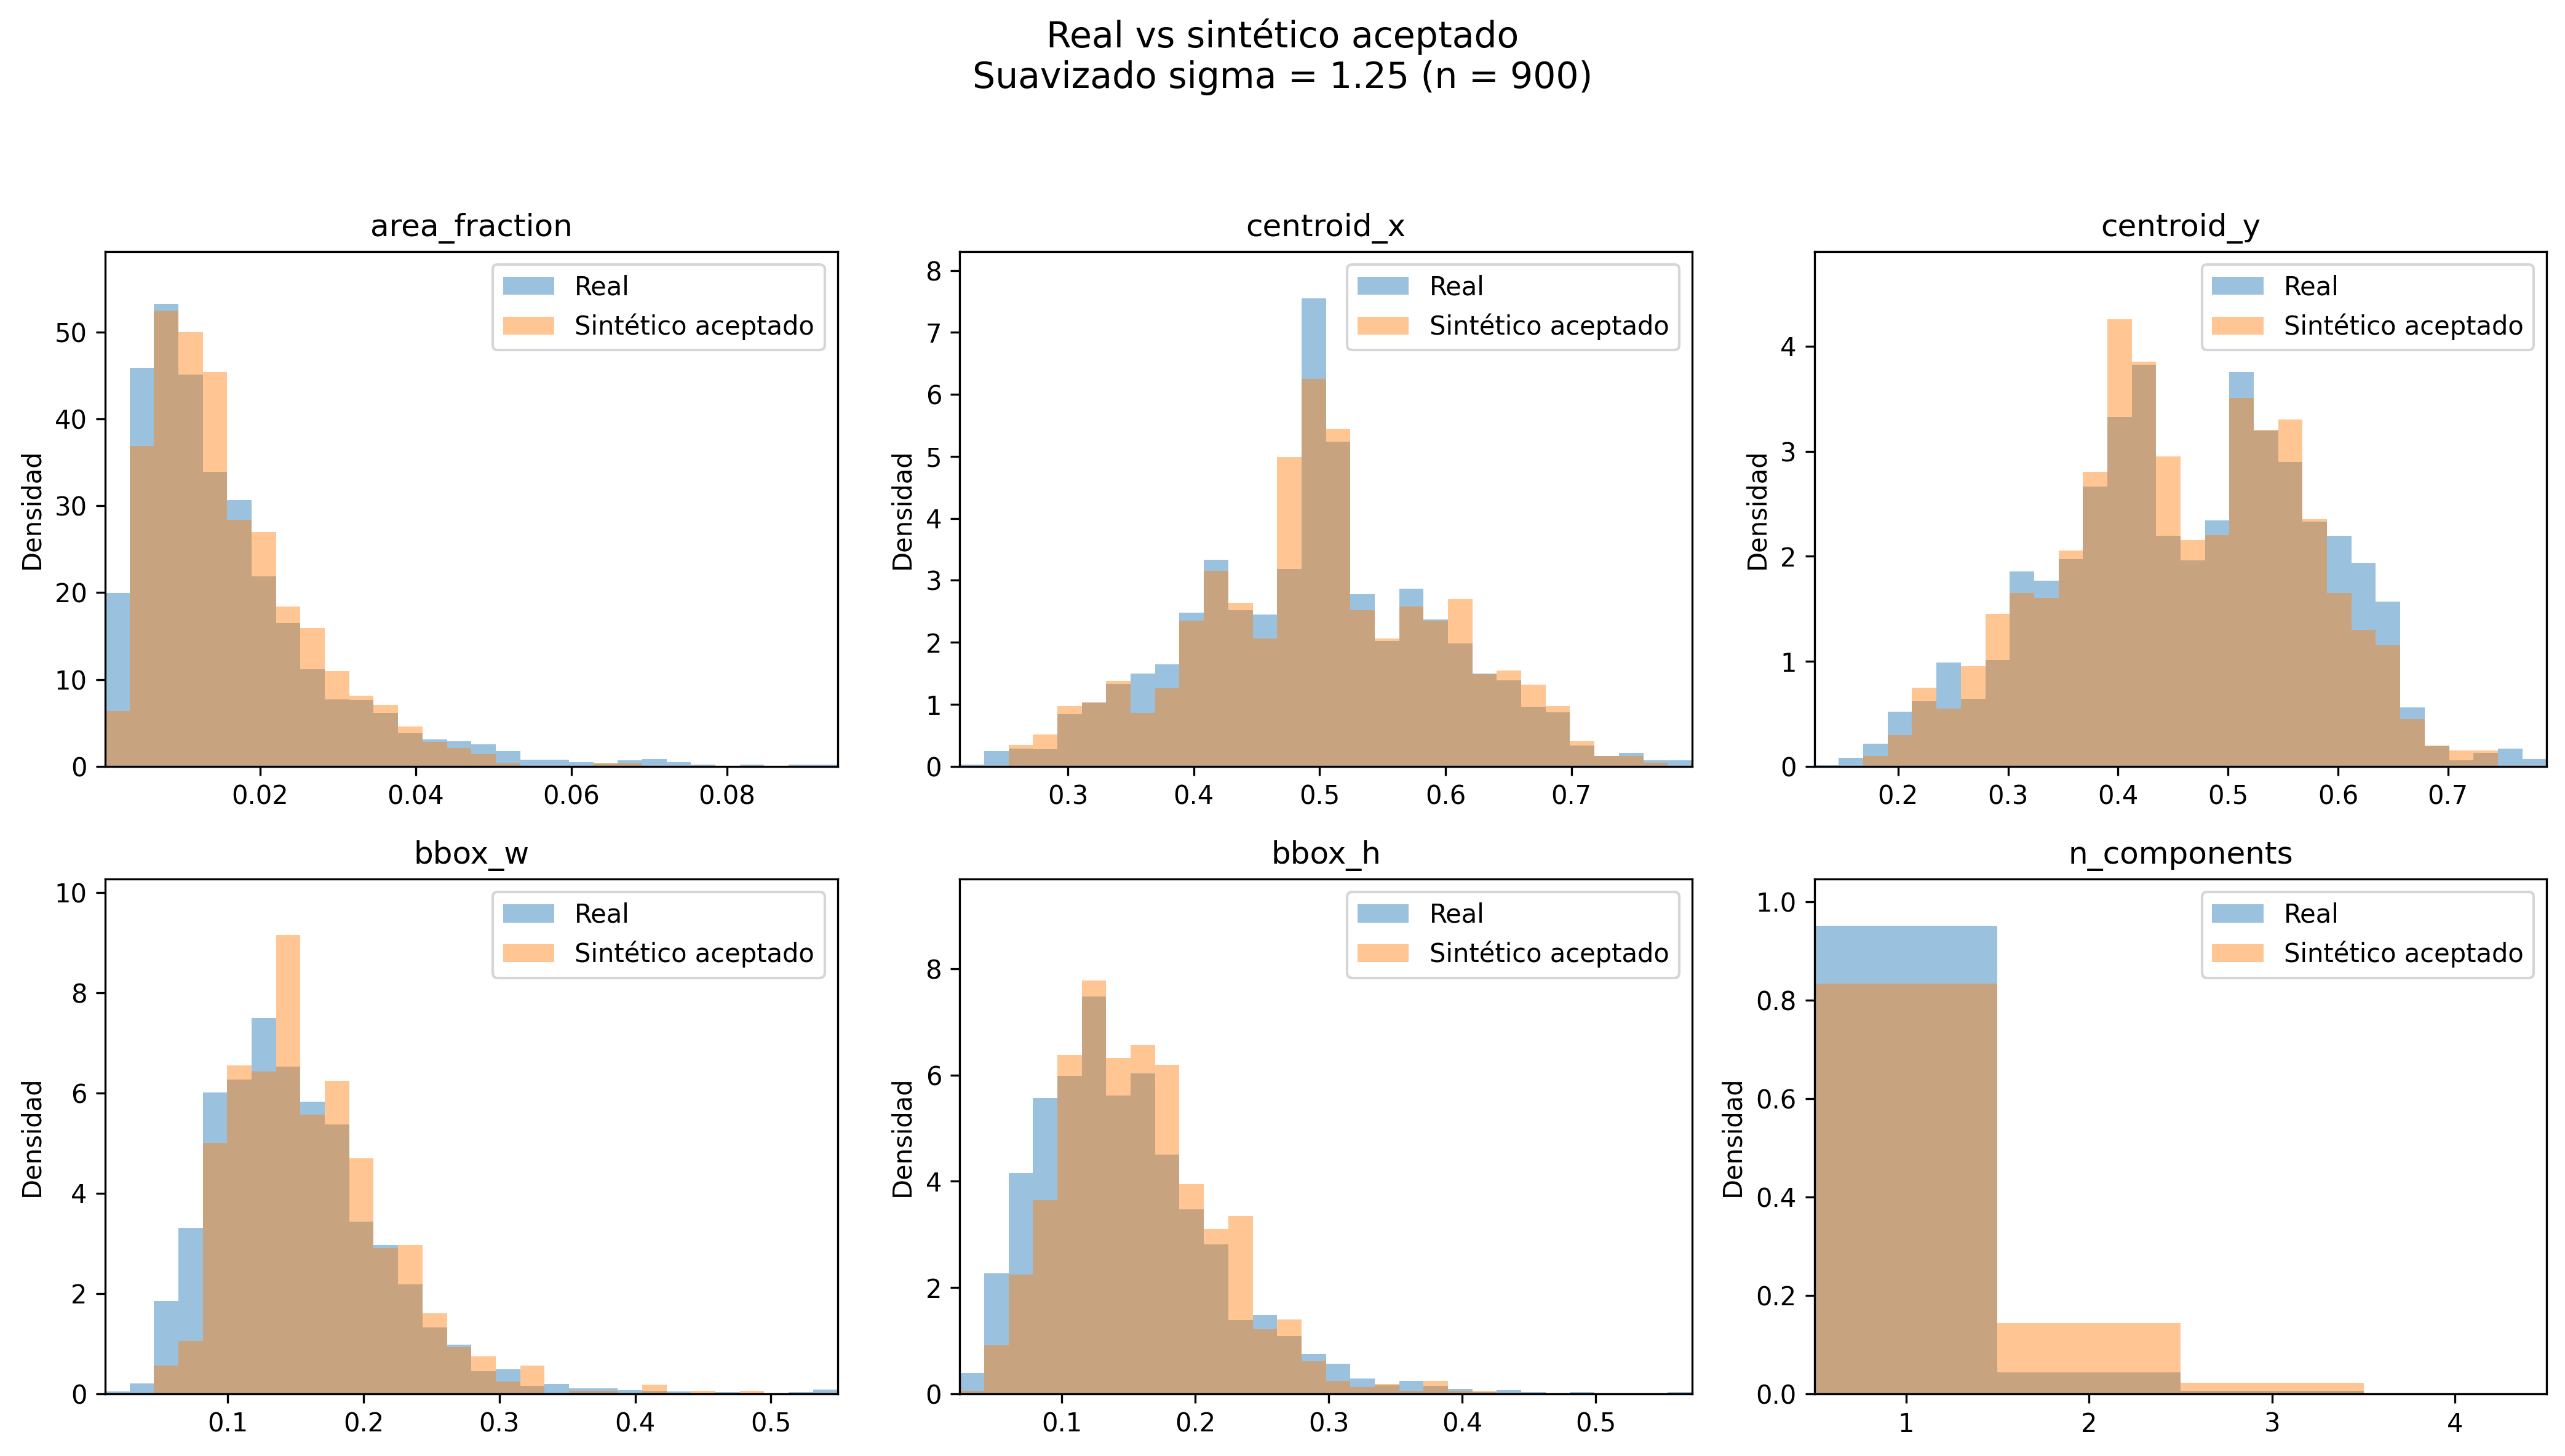 Real vs sintético aceptado
Suavizado sigma = 1.25 (n = 900)
area_fraction
Densidad
50
40
30
20
10
0
0.02 0.04 0.06 0.08
Real
Sintético aceptado
centroid_x
Densidad
8
7
6
5
4
3
2
1
0
0.3 0.4 0.5 0.6 0.7
Real
Sintético aceptado
centroid_y
Densidad
4
3
2
1
0
0.2 0.3 0.4 0.5 0.6 0.7
Real
Sintético aceptado
bbox_w
Densidad
10
8
6
4
2
0
0.1 0.2 0.3 0.4 0.5
Real
Sintético aceptado
bbox_h
Densidad
8
6
4
2
0
0.1 0.2 0.3 0.4 0.5
Real
Sintético aceptado
n_components
Densidad
1.0
0.8
0.6
0.4
0.2
0.0
1 2 3 4
Real
Sintético aceptado